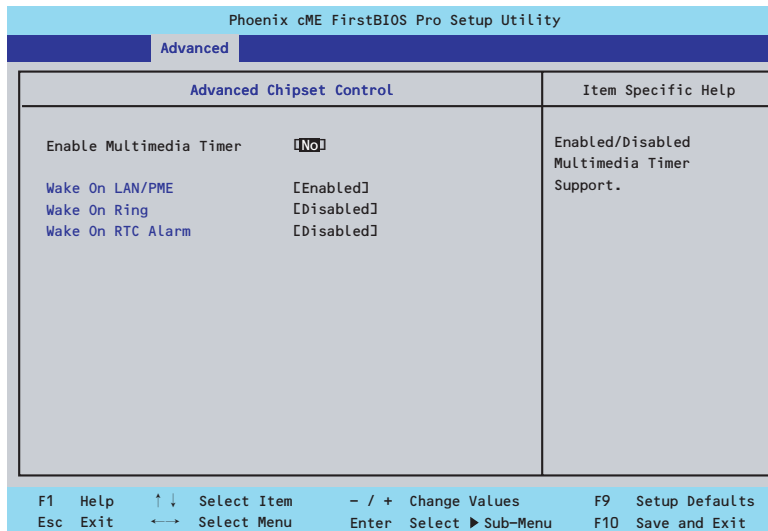 Phoenix cME FirstBIOS Pro Setup Utility
Advanced
Advanced Chipset Control
Item Specific Help
Enable Multimedia Timer [No]
Wake On LAN/PME [Enabled]
Wake On Ring [Disabled]
Wake On RTC Alarm [Disabled]
Enabled/Disabled
Multimedia Timer
Support.
F1 Help ↑↓ Select Item - / + Change Values F9 Setup Defaults
Esc Exit ←→ Select Menu Enter Select ▶ Sub-Menu F10 Save and Exit